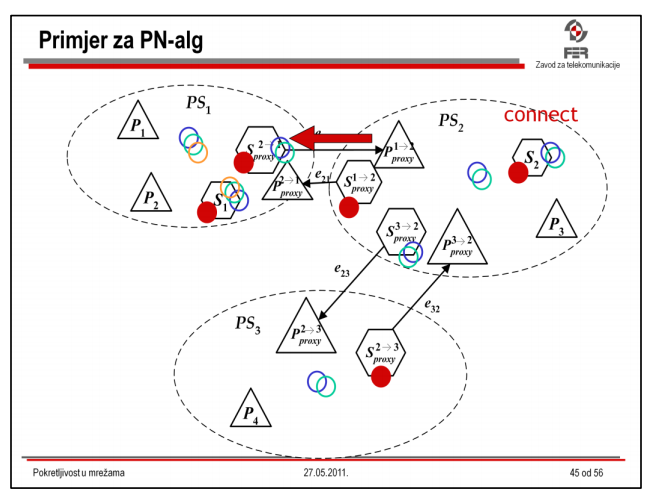 Primjer za PN-alg
FER
Zavod za telekomunikacije
PS₁
connect
PS₂
P₁
S²→¹proxy
P¹→²proxy
S₂
e₂₁
P₂
S₁
P²→¹proxy
S¹→²proxy
P₃
S³→²proxy
P³→²proxy
e₂₃
e₃₂
PS₃
P²→³proxy
S²→³proxy
P₄
Pokretljivost u mrežama
27.05.2011.
45 od 56